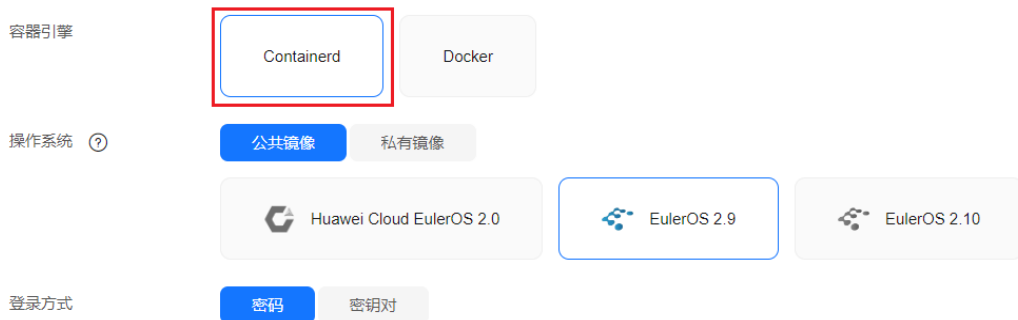 容器引擎
Containerd
Docker
操作系统 ?
公共镜像
私有镜像
Huawei Cloud EulerOS 2.0
EulerOS 2.9
EulerOS 2.10
登录方式
密码
密钥对